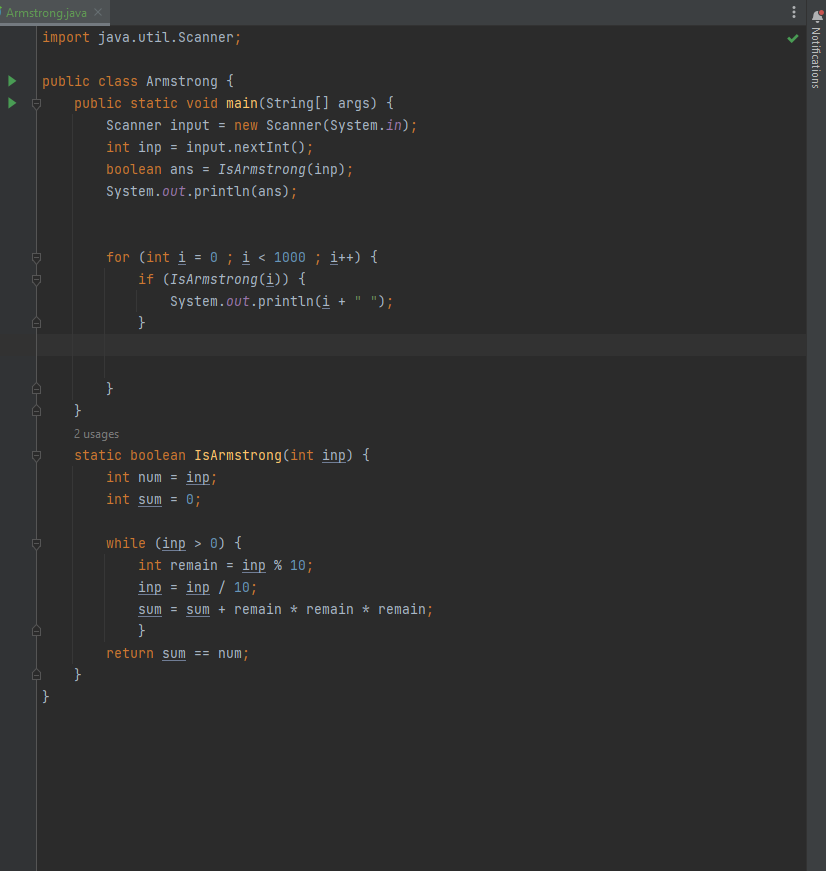 Armstrong.java
Notifications
import java.util.Scanner;
public class Armstrong {
    public static void main(String[] args) {
        Scanner input = new Scanner(System.in);
        int inp = input.nextInt();
        boolean ans = IsArmstrong(inp);
        System.out.println(ans);
        for (int i = 0 ; i < 1000 ; i++) {
            if (IsArmstrong(i)) {
                System.out.println(i + " ");
            }
        }
    }
    2 usages
    static boolean IsArmstrong(int inp) {
        int num = inp;
        int sum = 0;
        while (inp > 0) {
            int remain = inp % 10;
            inp = inp / 10;
            sum = sum + remain * remain * remain;
            }
        return sum == num;
    }
}